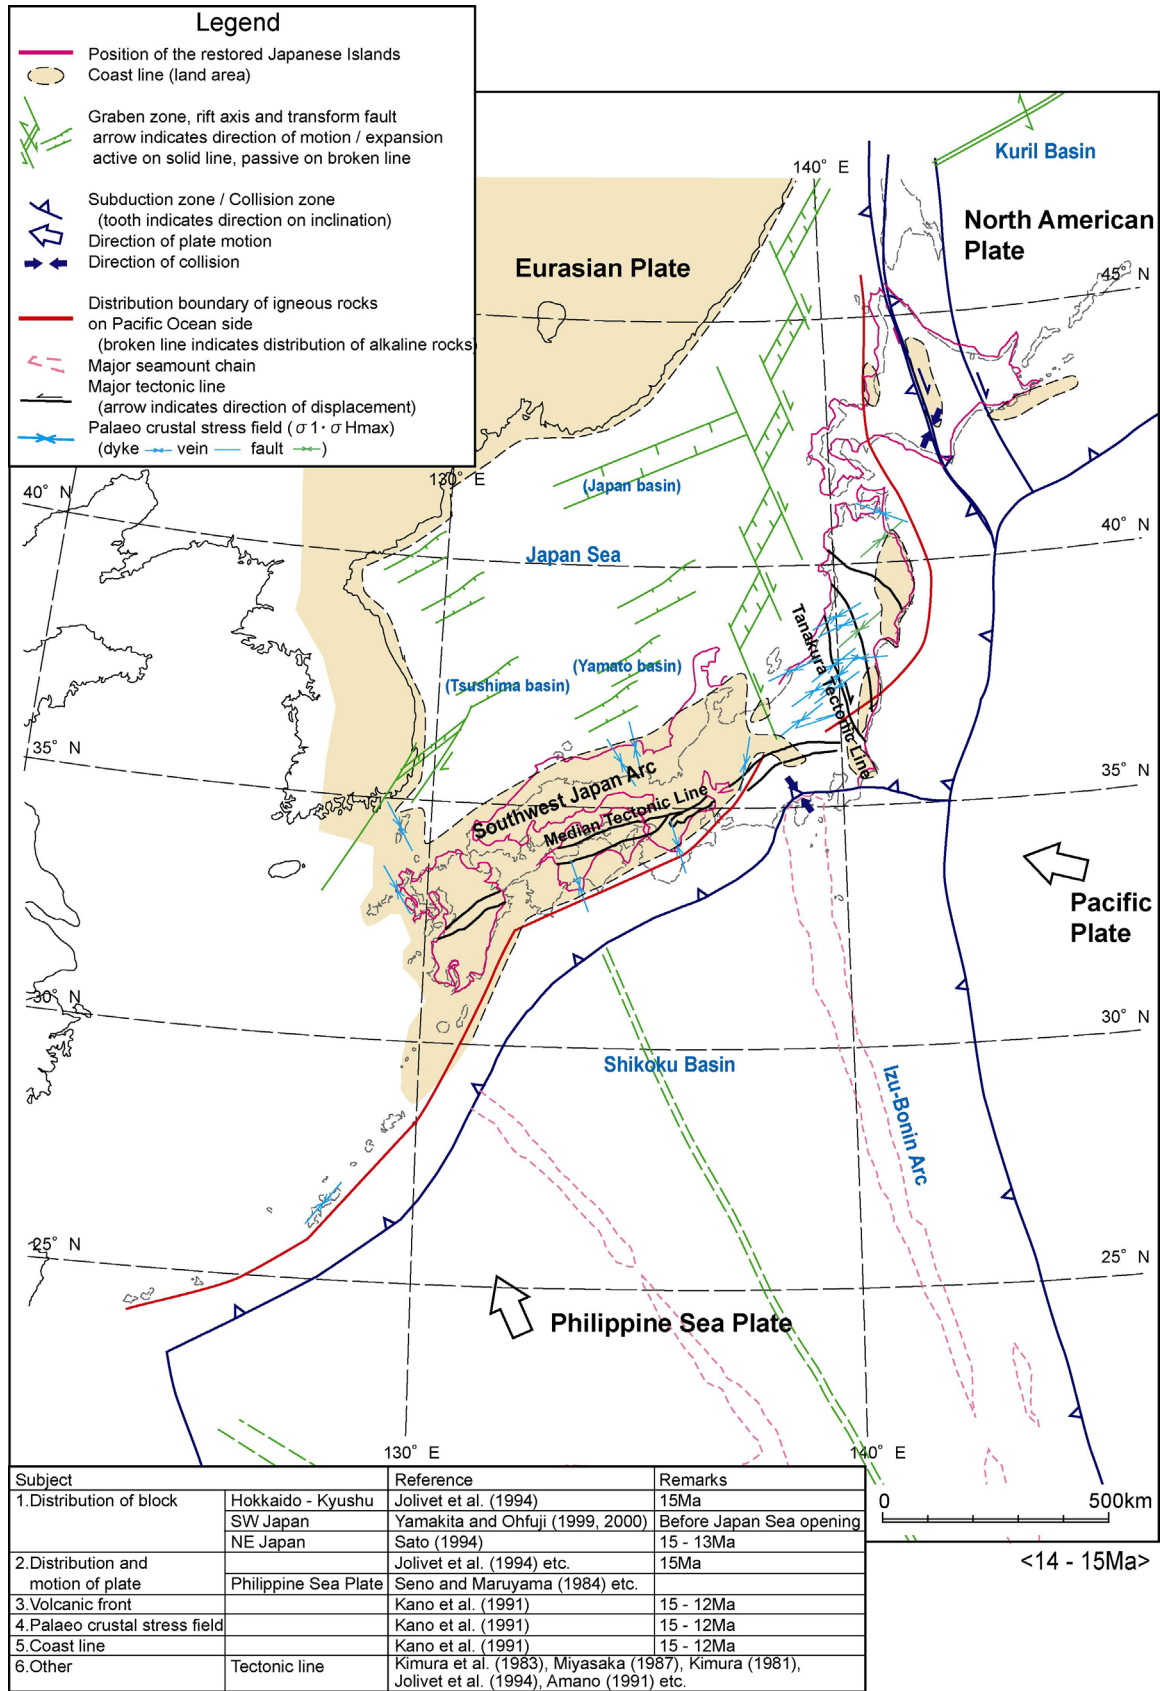 Legend
Position of the restored Japanese Islands
Coast line (land area)
Graben zone, rift axis and transform fault
arrow indicates direction of motion / expansion
active on solid line, passive on broken line
Subduction zone / Collision zone
(tooth indicates direction on inclination)
Direction of plate motion
Direction of collision
Distribution boundary of igneous rocks
on Pacific Ocean side
(broken line indicates distribution of alkaline rocks)
Major seamount chain
Major tectonic line
(arrow indicates direction of displacement)
Palaeo crustal stress field (σ1・σHmax)
(dyke vein fault )
Kuril Basin
140° E
North American
Plate
Eurasian Plate
45° N
130° E
(Japan basin)
40° N
40° N
Japan Sea
Tanakura Tectonic Line
(Yamato basin)
(Tsushima basin)
35° N
35° N
Southwest Japan Arc
Median Tectonic Line
Pacific
Plate
30° N
30° N
Shikoku Basin
Izu-Bonin Arc
25° N
25° N
Philippine Sea Plate
130° E
140° E
0 500km
<14 - 15Ma>
Subject Reference Remarks
1.Distribution of block Hokkaido - Kyushu Jolivet et al. (1994) 15Ma
SW Japan Yamakita and Ohfuji (1999, 2000) Before Japan Sea opening
NE Japan Sato (1994) 15 - 13Ma
2.Distribution and Jolivet et al. (1994) etc. 15Ma
motion of plate Philippine Sea Plate Seno and Maruyama (1984) etc.
3.Volcanic front Kano et al. (1991) 15 - 12Ma
4.Palaeo crustal stress field Kano et al. (1991) 15 - 12Ma
5.Coast line Kano et al. (1991) 15 - 12Ma
6.Other Tectonic line Kimura et al. (1983), Miyasaka (1987), Kimura (1981),
Jolivet et al. (1994), Amano (1991) etc.